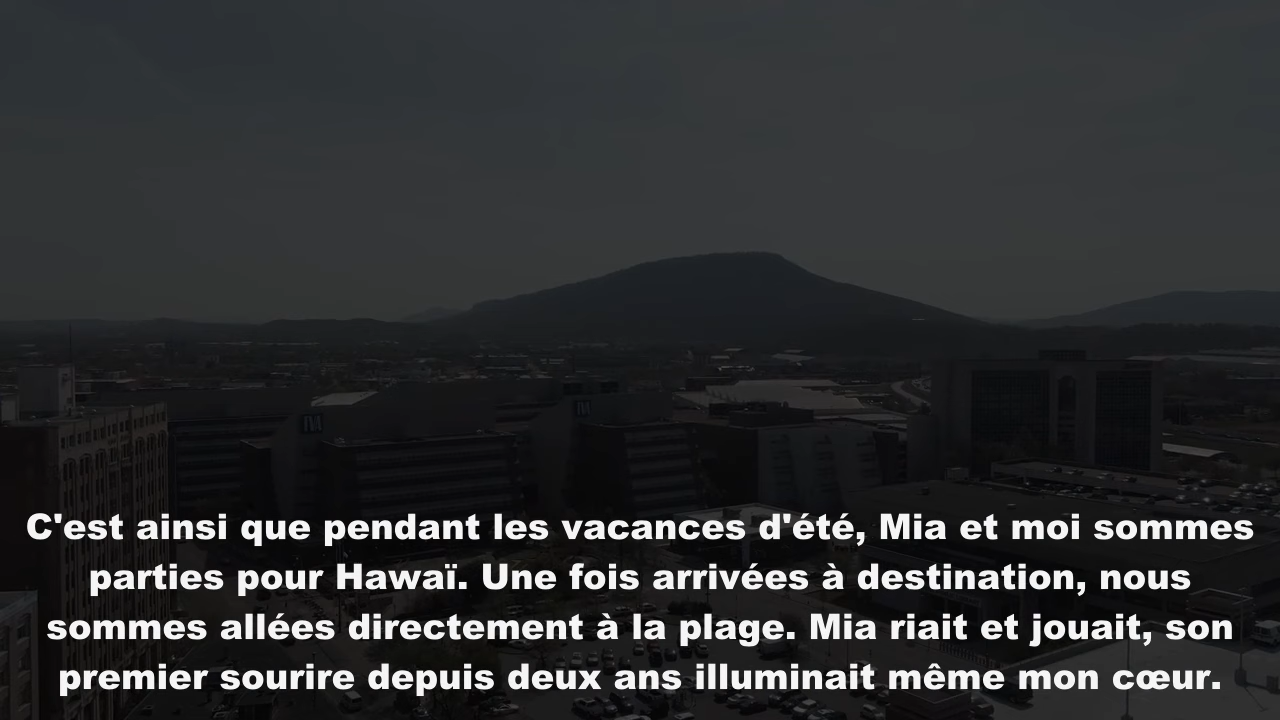 C'est ainsi que pendant les vacances d'été, Mia et moi sommes
parties pour Hawaï. Une fois arrivées à destination, nous
sommes allées directement à la plage. Mia riait et jouait, son
premier sourire depuis deux ans illuminait même mon cœur.